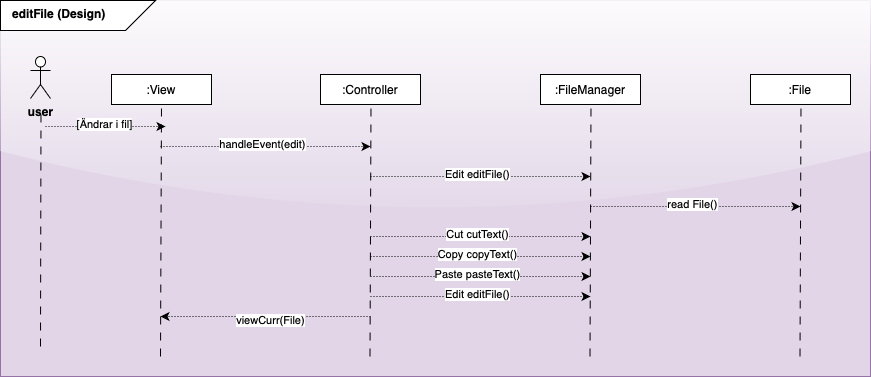 editFile (Design)
:View
:Controller
:FileManager
:File
user
[Ändrar i fil]
handleEvent(edit)
Edit editFile()
read File()
Cut cutText()
Copy copyText()
Paste pasteText()
Edit editFile()
viewCurr(File)